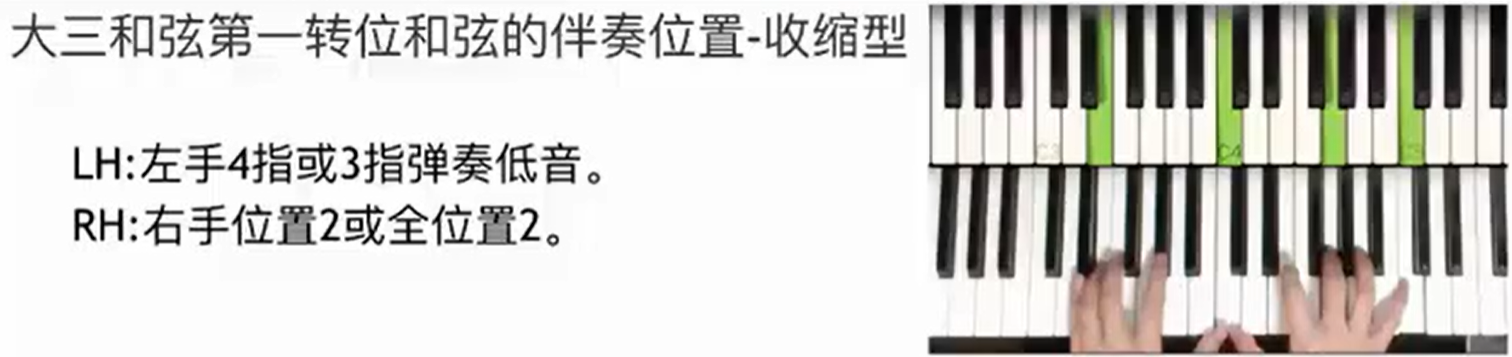 大三和弦第一转位和弦的伴奏位置-收缩型
LH:左手4指或3指弹奏低音。
RH:右手位置2或全位置2。
C3
C4
C5